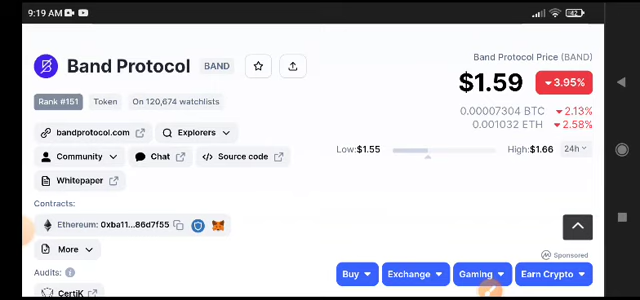 9:19 AM
42
Band Protocol BAND
Band Protocol Price (BAND)
$1.59 3.95%
Rank #151 Token On 120,674 watchlists
0.00007304 BTC 2.13%
0.001032 ETH 2.58%
bandprotocol.com Explorers
Low: $1.55 High: $1.66 24h
Community Chat Source code
Whitepaper
Contracts:
Ethereum: 0xba11...86d7f55
More
Sponsored
Buy Exchange Gaming Earn Crypto
Audits:
CertiK